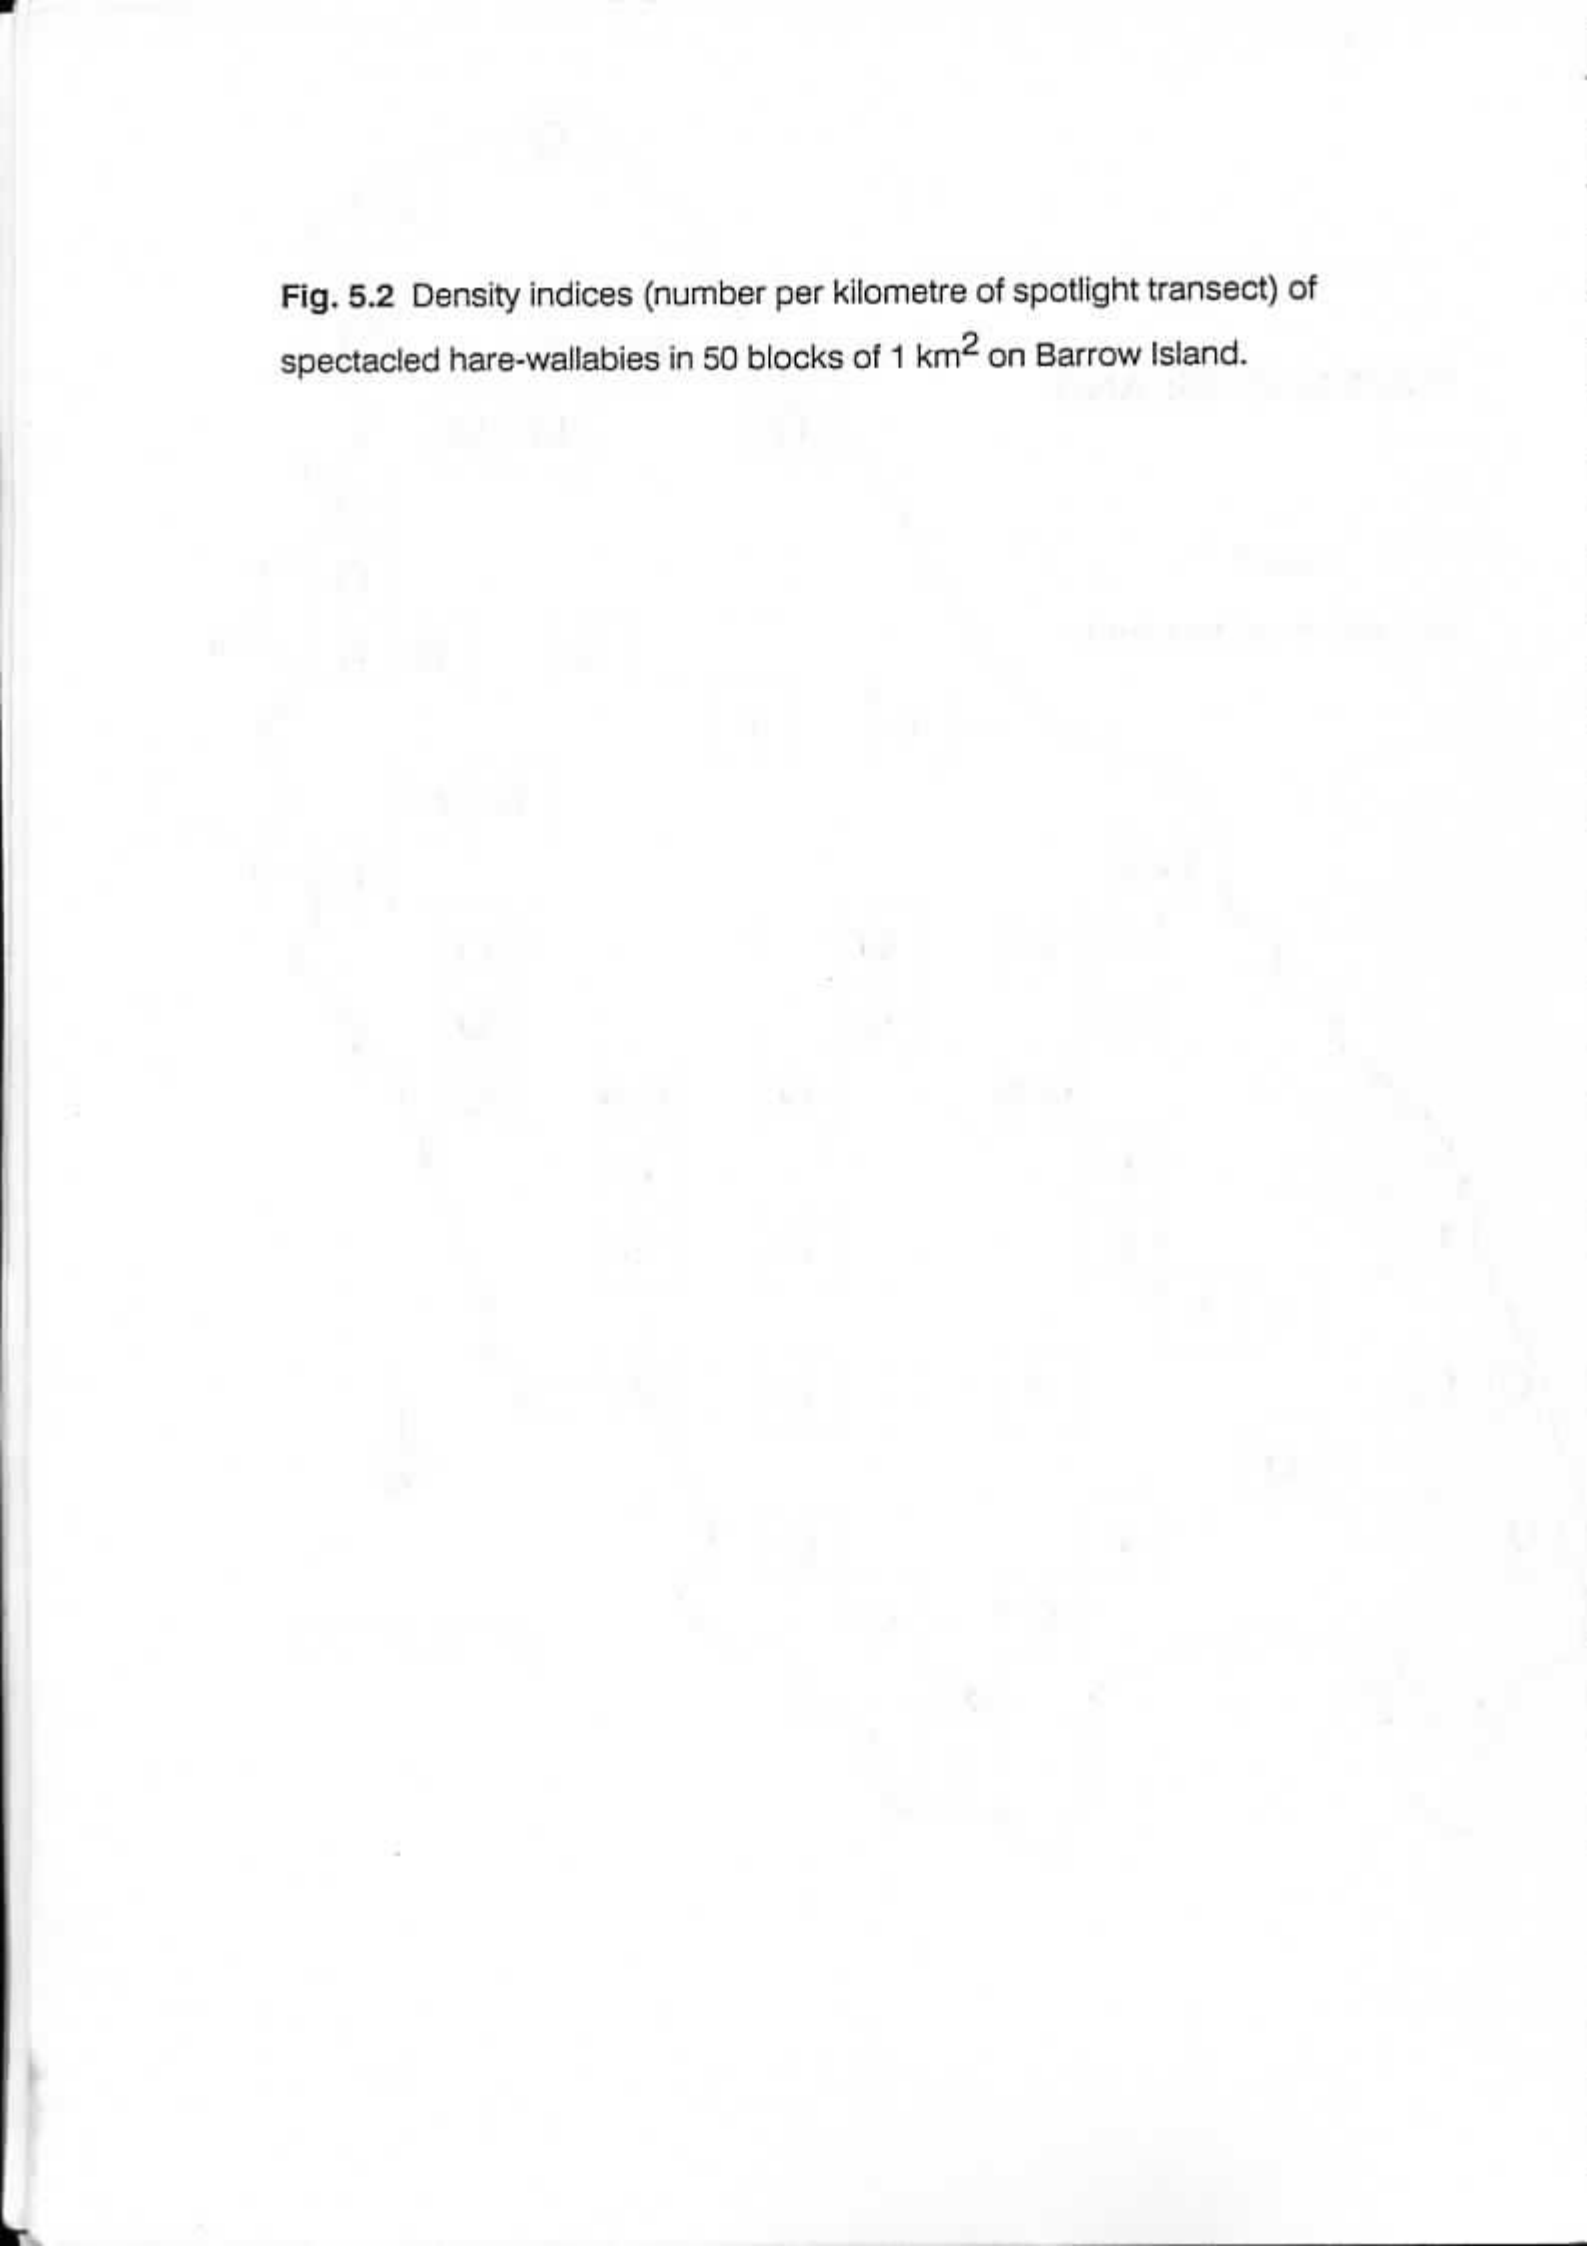 Fig. 5.2 Density indices (number per kilometre of spotlight transect) of
spectacled hare-wallabies in 50 blocks of 1 km² on Barrow Island.